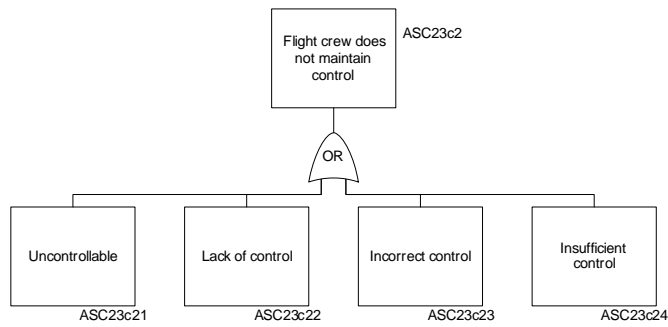 Flight crew does
not maintain
control
ASC23c2
OR
Uncontrollable
Lack of control
Incorrect control
Insufficient
control
ASC23c21
ASC23c22
ASC23c23
ASC23c24